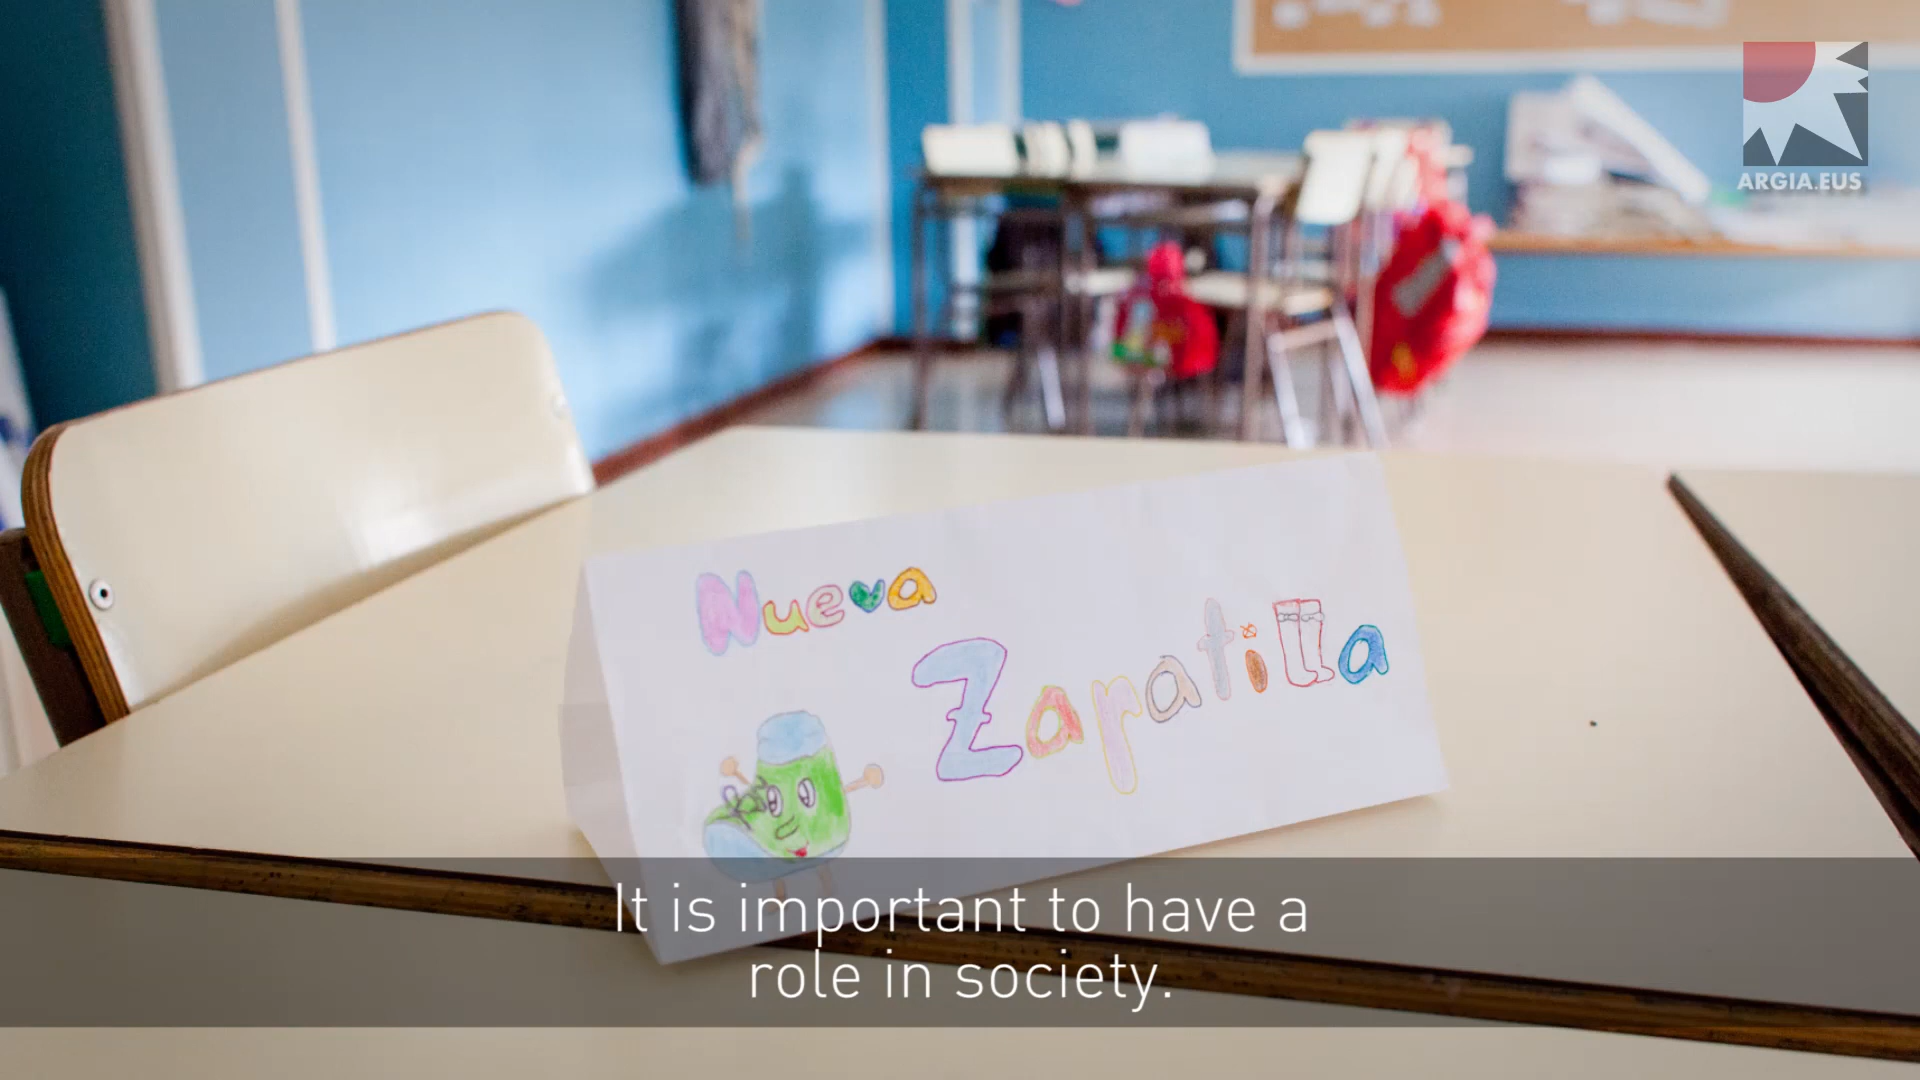 ARGIA.EUS
Nueva
Zapatilla
It is important to have a
role in society.